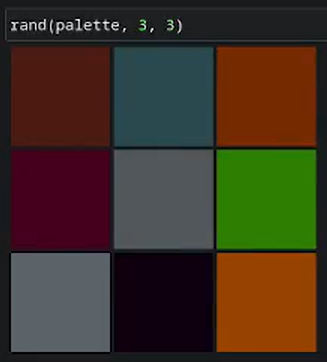 rand(palette, 3, 3)